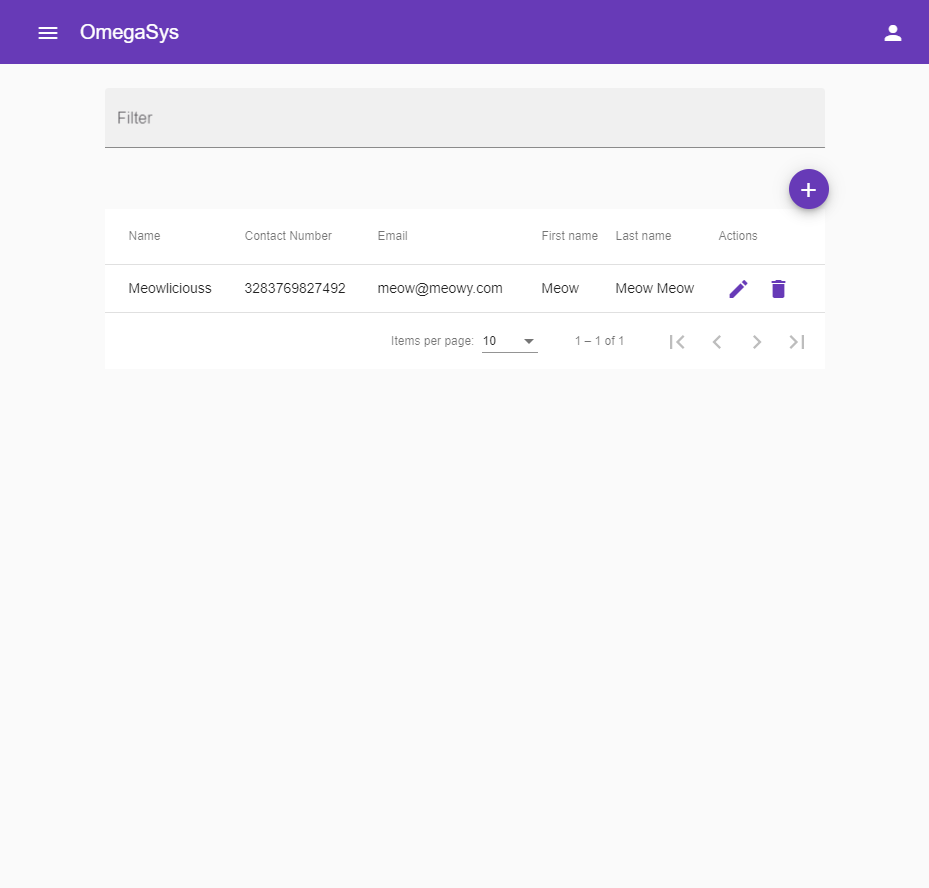 OmegaSys
Filter
Name Contact Number Email First name Last name Actions
Meowliciouss 3283769827492 meow@meowy.com Meow Meow Meow
Items per page: 10 1 – 1 of 1